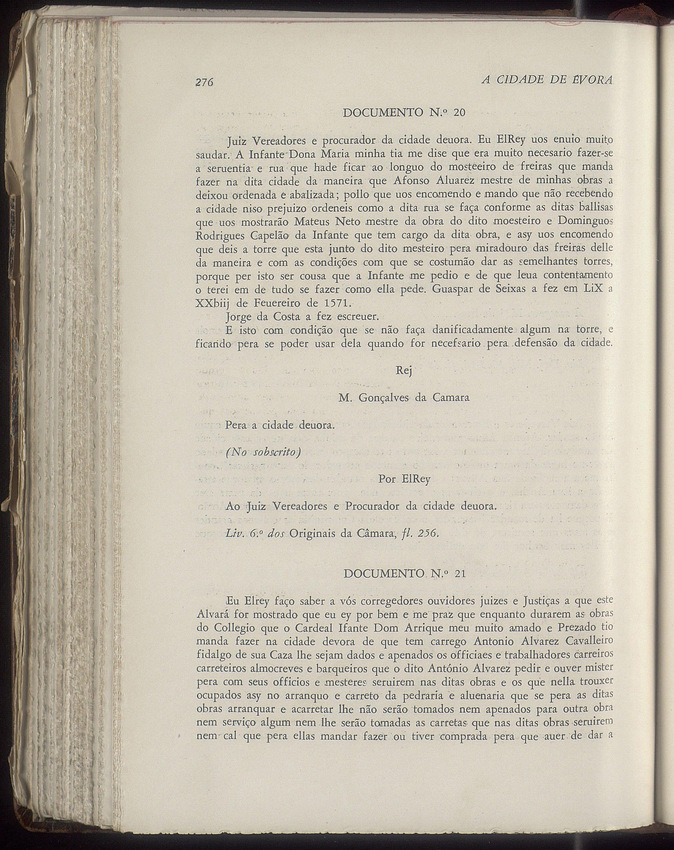 276
A CIDADE DE ÉVORA
DOCUMENTO N.º 20
Juiz Vereadores e procurador da cidade deuora. Eu ElRey uos enuio muito
saudar. A Infante Dona Maria minha tia me dise que era muito necesario fazer-se
a seruentia e rua que hade ficar ao longuo do mosteeiro de freiras que manda
fazer na dita cidade da maneira que Afonso Aluarez mestre de minhas obras a
deixou ordenada e abalizada; pollo que uos encomendo e mando que não recebendo
a cidade niso prejuizo ordeneis como a dita rua se faça conforme as ditas ballisas
que uos mostrarão Mateus Neto mestre da obra do dito moesteiro e Dominguos
Rodrigues Capelão da Infante que tem cargo da dita obra, e asy uos encomendo
que deis a torre que esta junto do dito mesteiro pera miradouro das freiras delle
da maneira e com as condições com que se costumão dar as semelhantes torres,
porque per isto ser cousa que a Infante me pedio e de que leua contentamento
o terei em de tudo se fazer como ella pede. Guaspar de Seixas a fez em LiX a
XXbiij de Feuereiro de 1571.
Jorge da Costa a fez escreuer.
E isto com condição que se não faça danificadamente algum na torre, e
ficando pera se poder usar dela quando for necefsario pera defensão da cidade.
Rej
M. Gonçalves da Camara
Pera a cidade deuora.
(No sobscrito)
Por ElRey
Ao Juiz Vereadores e Procurador da cidade deuora.
Liv. 6.º dos Originais da Câmara, fl. 256.
DOCUMENTO N.º 21
Eu Elrey faço saber a vós corregedores ouvidores juizes e Justiças a que este
Alvará for mostrado que eu ey por bem e me praz que enquanto durarem as obras
do Collegio que o Cardeal Ifante Dom Arrique meu muito amado e Prezado tio
manda fazer na cidade devora de que tem carrego Antonio Alvarez Cavalleiro
fidalgo de sua Caza lhe sejam dados e apenados os officiaes e trabalhadores carreiros
carreteiros almocreves e barqueiros que o dito António Alvarez pedir e ouver mister
pera com seus officios e mesteres seruirem nas ditas obras e os que nella trouxer
ocupados asy no arranquo e carreto da pedraria e aluenaria que se pera as ditas
obras arranquar e acarretar lhe não serão tomados nem apenados para outra obra
nem serviço algum nem lhe serão tomadas as carretas que nas ditas obras seruirem
nem cal que pera ellas mandar fazer ou tiver comprada pera que auer de dar a